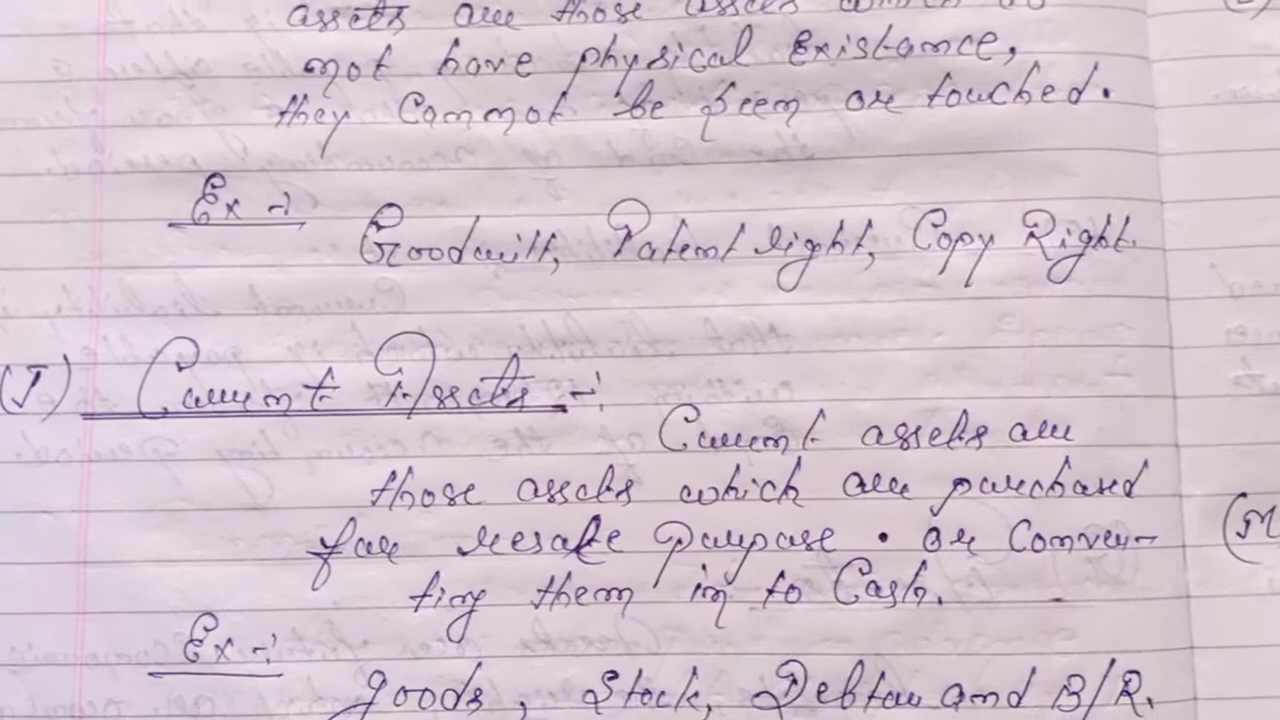 assets are those assets which do
not have physical Existance,
they Cannot be seen or touched.
Ex :-
Goodwill, Patent right, Copy Right.
(J) Current Assets :-
Current assets are
those assets which are purchased
for resale purpose . or Conver-
ting them in to Cash.
Ex :-
goods, Stock, Debtor and B/R.
(M